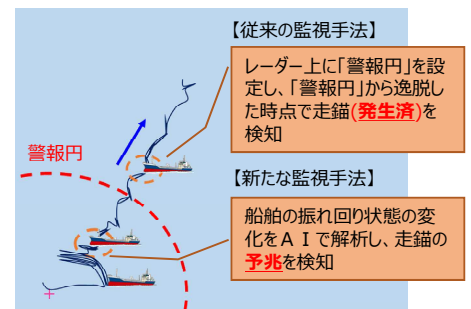 【従来の監視手法】
レーダー上に「警報円」を設
定し、「警報円」から逸脱し
た時点で走錨(発生済)を
検知
警報円
【新たな監視手法】
船舶の振れ回り状態の変
化をＡＩで解析し、走錨の
予兆を検知